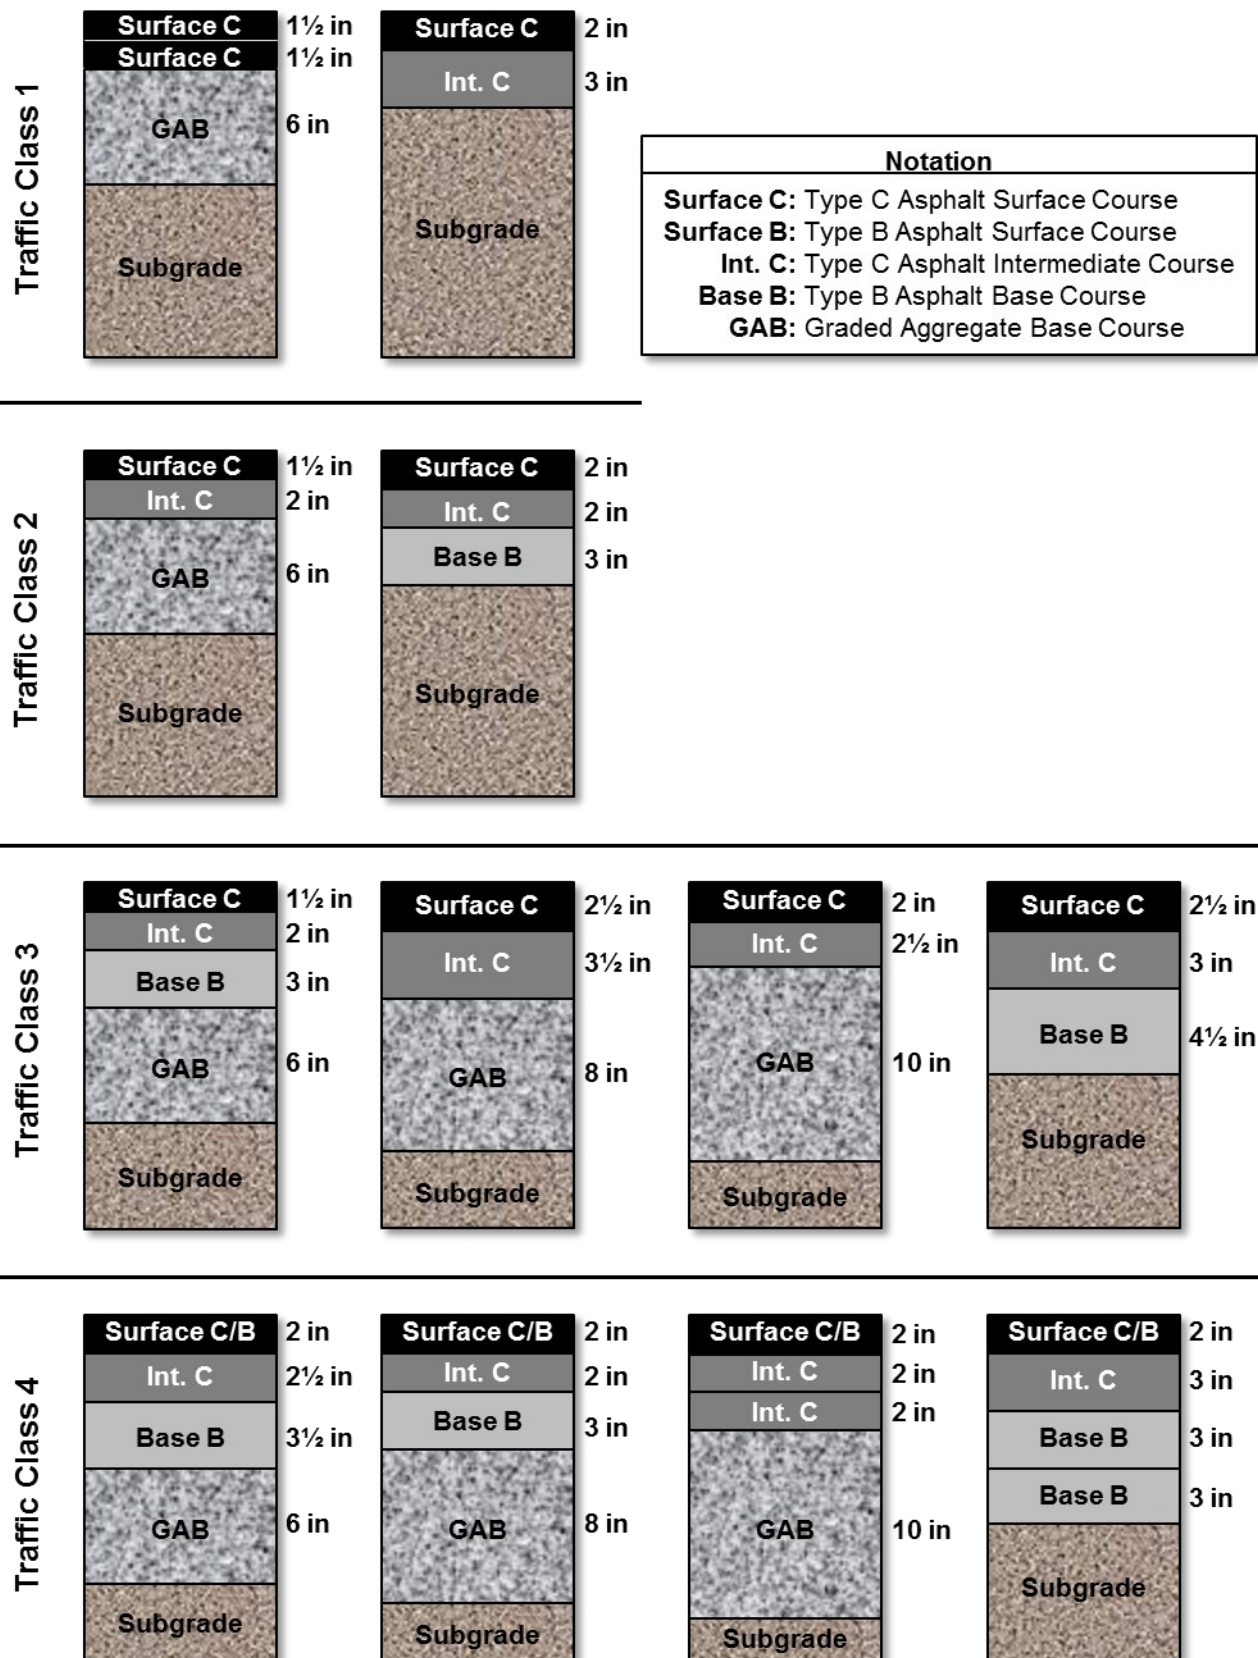 Traffic Class 1
Surface C 1½ in
Surface C 1½ in
GAB 6 in
Subgrade
Surface C 2 in
Int. C 3 in
Subgrade
Notation
Surface C: Type C Asphalt Surface Course
Surface B: Type B Asphalt Surface Course
Int. C: Type C Asphalt Intermediate Course
Base B: Type B Asphalt Base Course
GAB: Graded Aggregate Base Course
Traffic Class 2
Surface C 1½ in
Int. C 2 in
GAB 6 in
Subgrade
Surface C 2 in
Int. C 2 in
Base B 3 in
Subgrade
Traffic Class 3
Surface C 1½ in
Int. C 2 in
Base B 3 in
GAB 6 in
Subgrade
Surface C 2½ in
Int. C 3½ in
GAB 8 in
Subgrade
Surface C 2 in
Int. C 2½ in
GAB 10 in
Subgrade
Surface C 2½ in
Int. C 3 in
Base B 4½ in
Subgrade
Traffic Class 4
Surface C/B 2 in
Int. C 2½ in
Base B 3½ in
GAB 6 in
Subgrade
Surface C/B 2 in
Int. C 2 in
Base B 3 in
GAB 8 in
Subgrade
Surface C/B 2 in
Int. C 2 in
Int. C 2 in
GAB 10 in
Subgrade
Surface C/B 2 in
Int. C 3 in
Base B 3 in
Base B 3 in
Subgrade